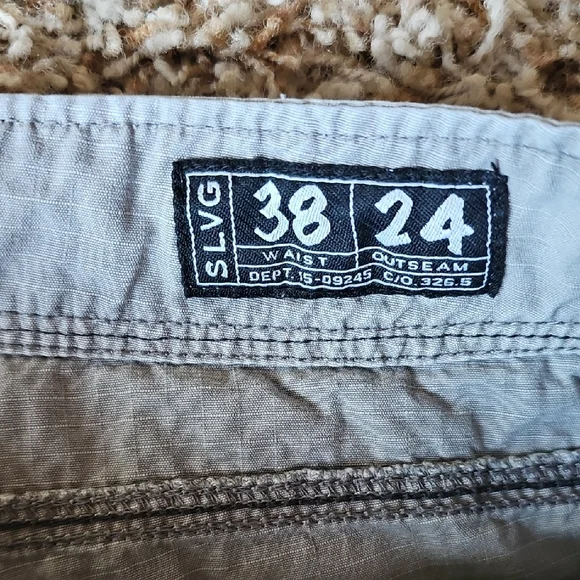 SLVG
38 24
WAIST OUTSEAM
DEPT. 15-09245 C/O. 326.5